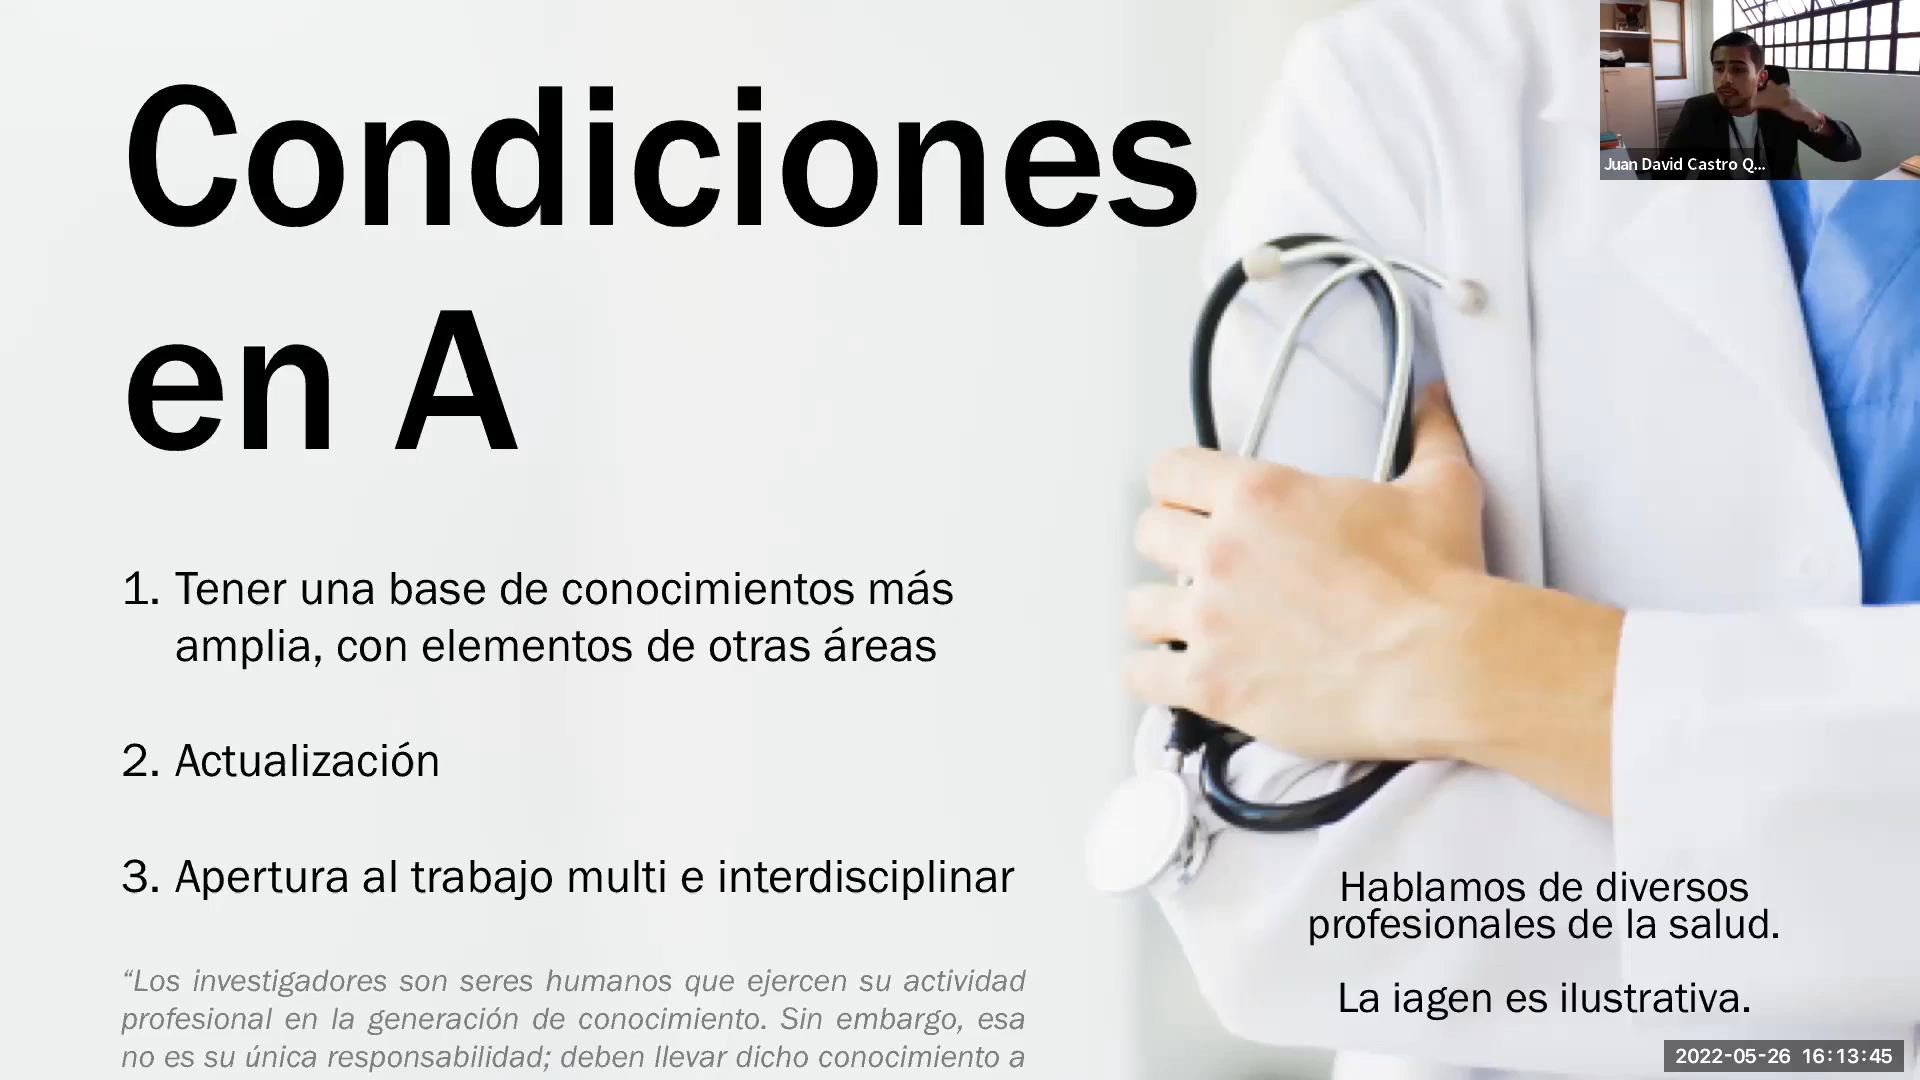 Condiciones
en A
1. Tener una base de conocimientos más
amplia, con elementos de otras áreas
2. Actualización
3. Apertura al trabajo multi e interdisciplinar
“Los investigadores son seres humanos que ejercen su actividad
profesional en la generación de conocimiento. Sin embargo, esa
no es su única responsabilidad; deben llevar dicho conocimiento a
Juan David Castro Q...
Hablamos de diversos
profesionales de la salud.
La iagen es ilustrativa.
2022-05-26 16:13:45